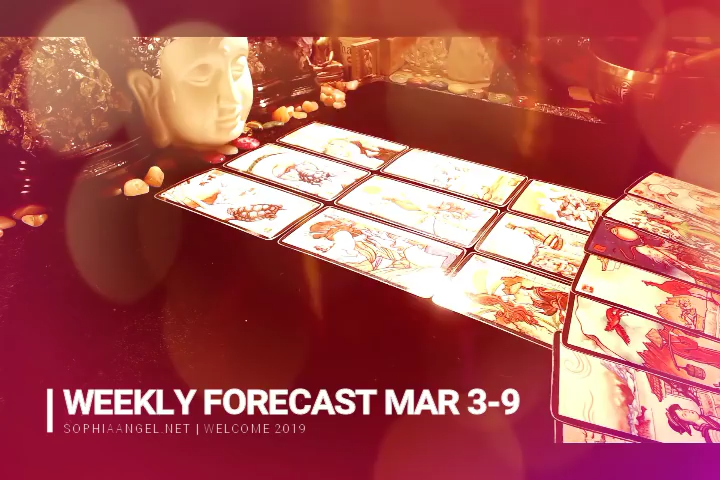 WEEKLY FORECAST MAR 3-9
SOPHIAANGEL.NET | WELCOME 2019